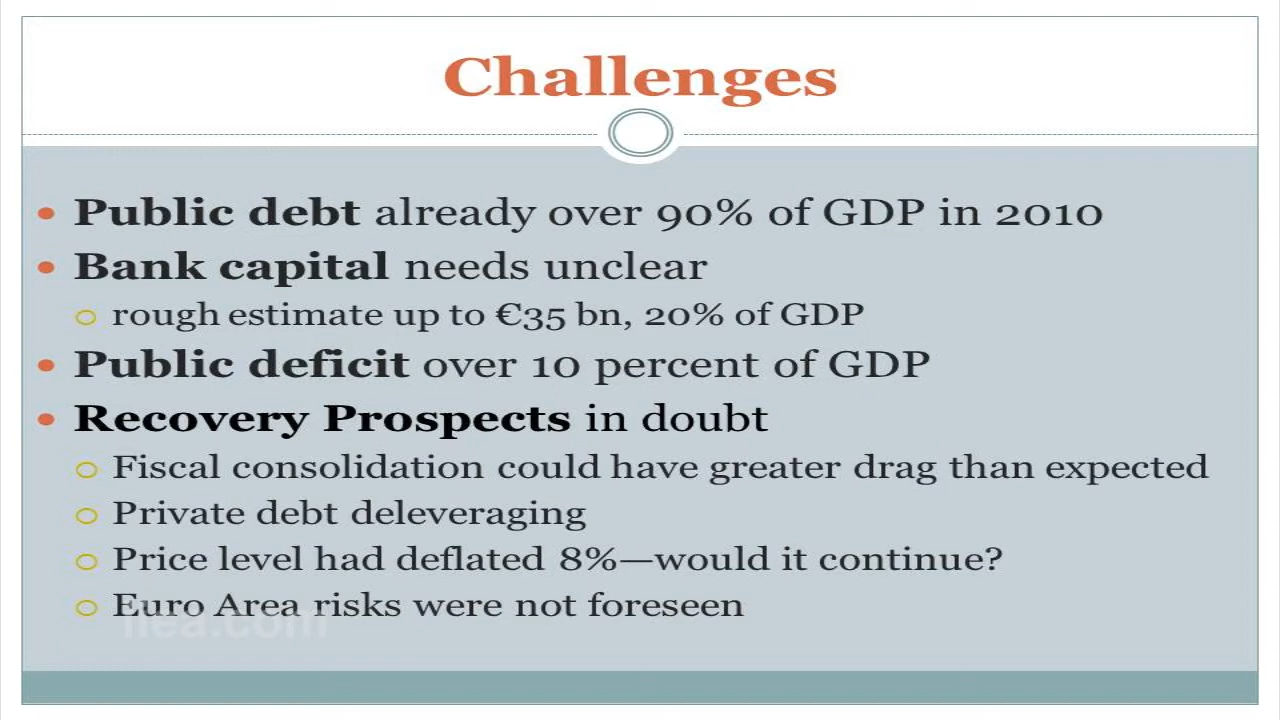 Challenges
Public debt already over 90% of GDP in 2010
Bank capital needs unclear
rough estimate up to €35 bn, 20% of GDP
Public deficit over 10 percent of GDP
Recovery Prospects in doubt
Fiscal consolidation could have greater drag than expected
Private debt deleveraging
Price level had deflated 8%—would it continue?
Euro Area risks were not foreseen